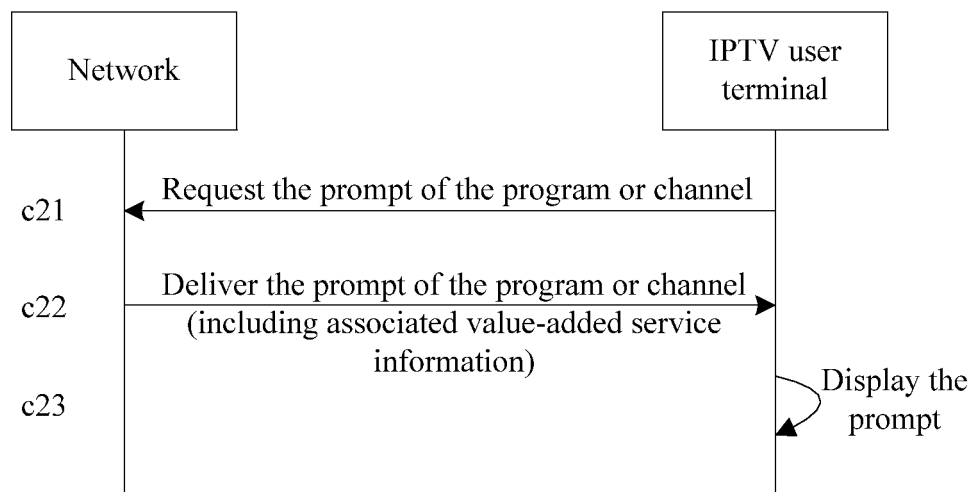 Network
IPTV user
terminal
Request the prompt of the program or channel
c21
Deliver the prompt of the program or channel
c22
(including associated value-added service
information)
Display the
c23
prompt